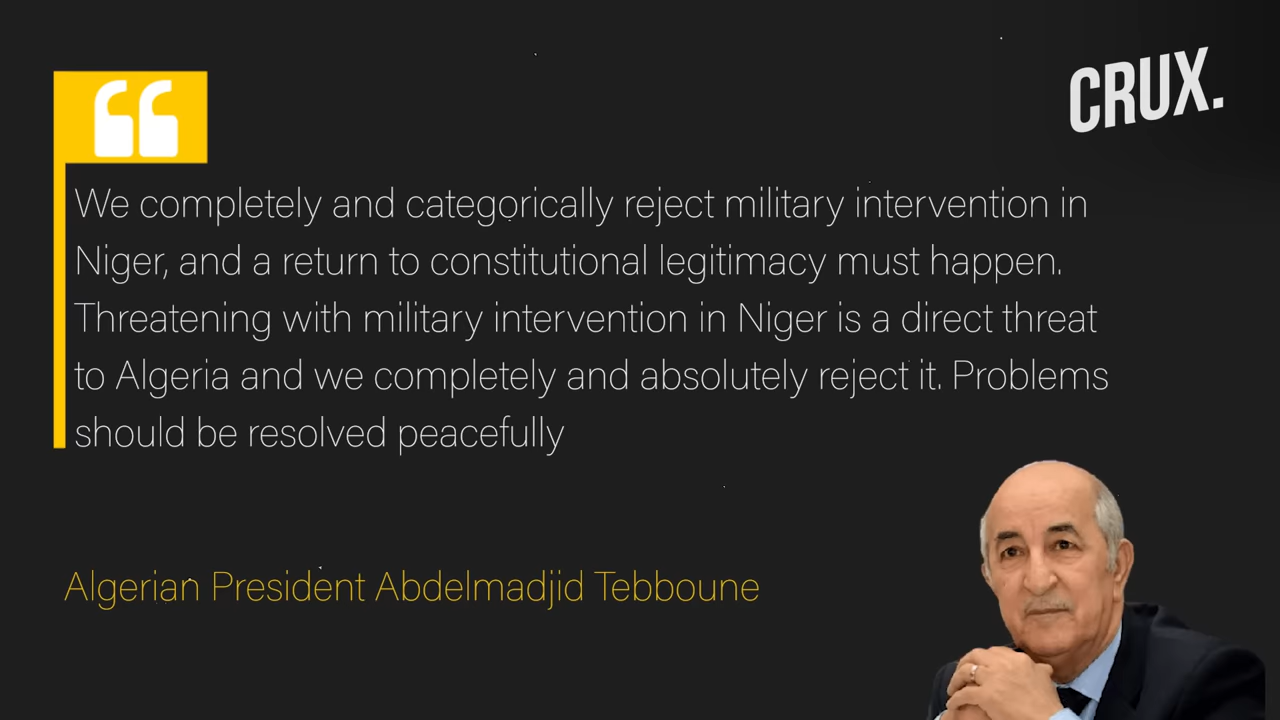 CRUX.
We completely and categorically reject military intervention in
Niger, and a return to constitutional legitimacy must happen.
Threatening with military intervention in Niger is a direct threat
to Algeria and we completely and absolutely reject it. Problems
should be resolved peacefully
Algerian President Abdelmadjid Tebboune